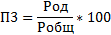 ПЗ = Род / Робщ * 100